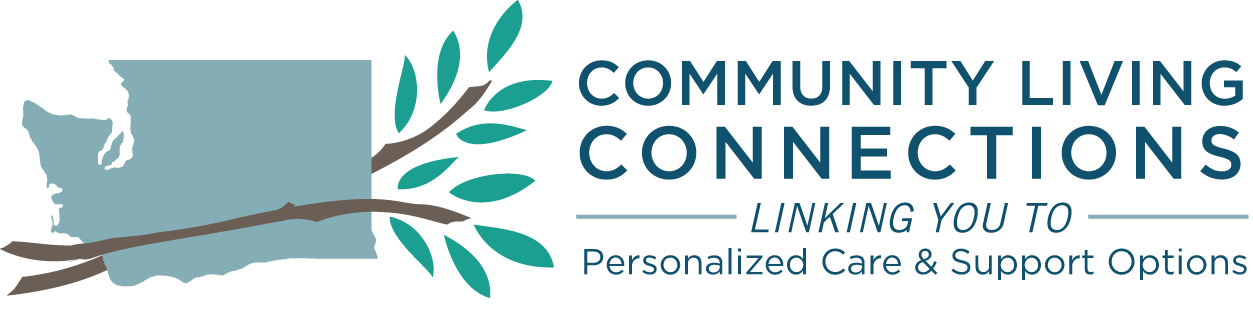 COMMUNITY LIVING
CONNECTIONS
LINKING YOU TO
Personalized Care & Support Options